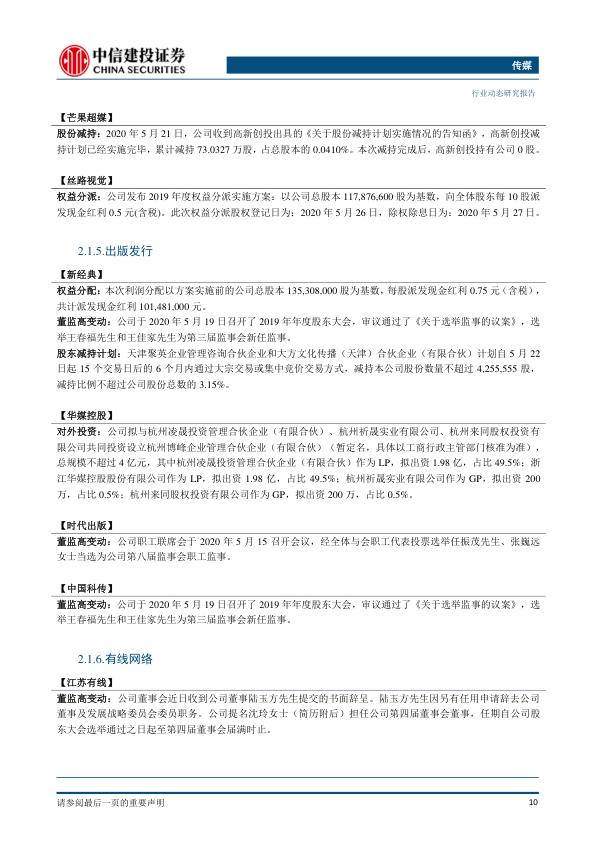 中信建投证券
CHINA SECURITIES
传媒
行业动态研究报告
【芒果超媒】
股份减持：2020 年 5 月 21 日，公司收到高新创投出具的《关于股份减持计划实施情况的告知函》，高新创投减
持计划已经实施完毕，累计减持 73.0327 万股，占总股本的 0.0410%。本次减持完成后，高新创投持有公司 0 股。
【丝路视觉】
权益分派：公司发布 2019 年度权益分派实施方案：以公司总股本 117,876,600 股为基数，向全体股东每 10 股派
发现金红利 0.5 元(含税)。此次权益分派股权登记日为：2020 年 5 月 26 日，除权除息日为：2020 年 5 月 27 日。
2.1.5.出版发行
【新经典】
权益分配：本次利润分配以方案实施前的公司总股本 135,308,000 股为基数，每股派发现金红利 0.75 元（含税），
共计派发现金红利 101,481,000 元。
董监高变动：公司于 2020 年 5 月 19 日召开了 2019 年年度股东大会，审议通过了《关于选举监事的议案》，选
举王春福先生和王佳家先生为第三届监事会新任监事。
股东减持计划：天津聚英企业管理咨询合伙企业和大方文化传播（天津）合伙企业（有限合伙）计划自 5 月 22
日起 15 个交易日后的 6 个月内通过大宗交易或集中竞价交易方式，减持本公司股份数量不超过 4,255,555 股，
减持比例不超过公司股份总数的 3.15%。
【华媒控股】
对外投资：公司拟与杭州凌晟投资管理合伙企业（有限合伙）、杭州祈晟实业有限公司、杭州来同股权投资有
限公司共同投资设立杭州博峰企业管理合伙企业（有限合伙）（暂定名，具体以工商行政主管部门核准为准），
总规模不超过 4 亿元，其中杭州凌晟投资管理合伙企业（有限合伙）作为 LP，拟出资 1.98 亿，占比 49.5%；浙
江华媒控股股份有限公司作为 LP，拟出资 1.98 亿，占比 49.5%；杭州祈晟实业有限公司作为 GP，拟出资 200
万，占比 0.5%；杭州来同股权投资有限公司作为 GP，拟出资 200 万，占比 0.5%。
【时代出版】
董监高变动：公司职工联席会于 2020 年 5 月 15 召开会议，经全体与会职工代表投票选举任振茂先生、张巍远
女士当选为公司第八届监事会职工监事。
【中国科传】
董监高变动：公司于 2020 年 5 月 19 日召开了 2019 年年度股东大会，审议通过了《关于选举监事的议案》，选
举王春福先生和王佳家先生为第三届监事会新任监事。
2.1.6.有线网络
【江苏有线】
董监高变动：公司董事会近日收到公司董事陆玉方先生提交的书面辞呈。陆玉方先生因另有任用申请辞去公司
董事及发展战略委员会委员职务。公司提名沈玲女士（简历附后）担任公司第四届董事会董事，任期自公司股
东大会选举通过之日起至第四届董事会届满时止。
请参阅最后一页的重要声明
10